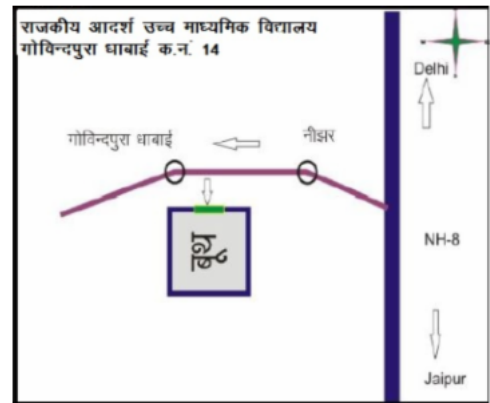 राजकीय आदर्श उच्च माध्यमिक विद्यालय
गोविन्दपुरा धाबाई क.नं. 14
Delhi
गोविन्दपुरा धाबाई
नीझर
बूथ
NH-8
Jaipur